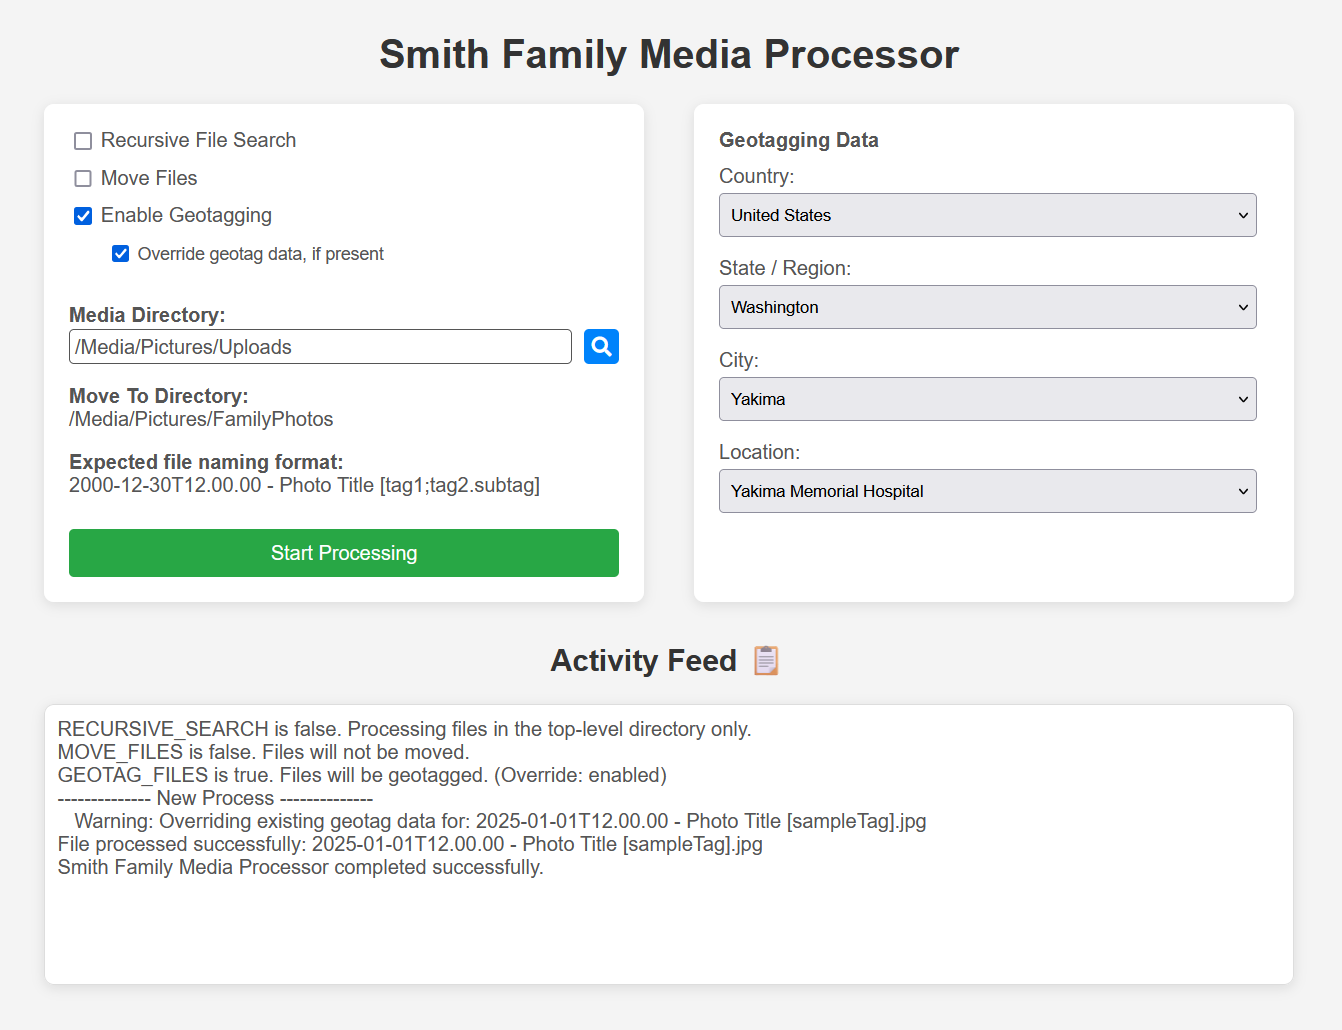 Smith Family Media Processor
Recursive File Search
Move Files
Enable Geotagging
Override geotag data, if present
Media Directory:
/Media/Pictures/Uploads
Move To Directory:
/Media/Pictures/FamilyPhotos
Expected file naming format:
2000-12-30T12.00.00 - Photo Title [tag1;tag2.subtag]
Start Processing
Geotagging Data
Country:
United States
State / Region:
Washington
City:
Yakima
Location:
Yakima Memorial Hospital
Activity Feed
RECURSIVE_SEARCH is false. Processing files in the top-level directory only.
MOVE_FILES is false. Files will not be moved.
GEOTAG_FILES is true. Files will be geotagged. (Override: enabled)
-------------- New Process --------------
Warning: Overriding existing geotag data for: 2025-01-01T12.00.00 - Photo Title [sampleTag].jpg
File processed successfully: 2025-01-01T12.00.00 - Photo Title [sampleTag].jpg
Smith Family Media Processor completed successfully.